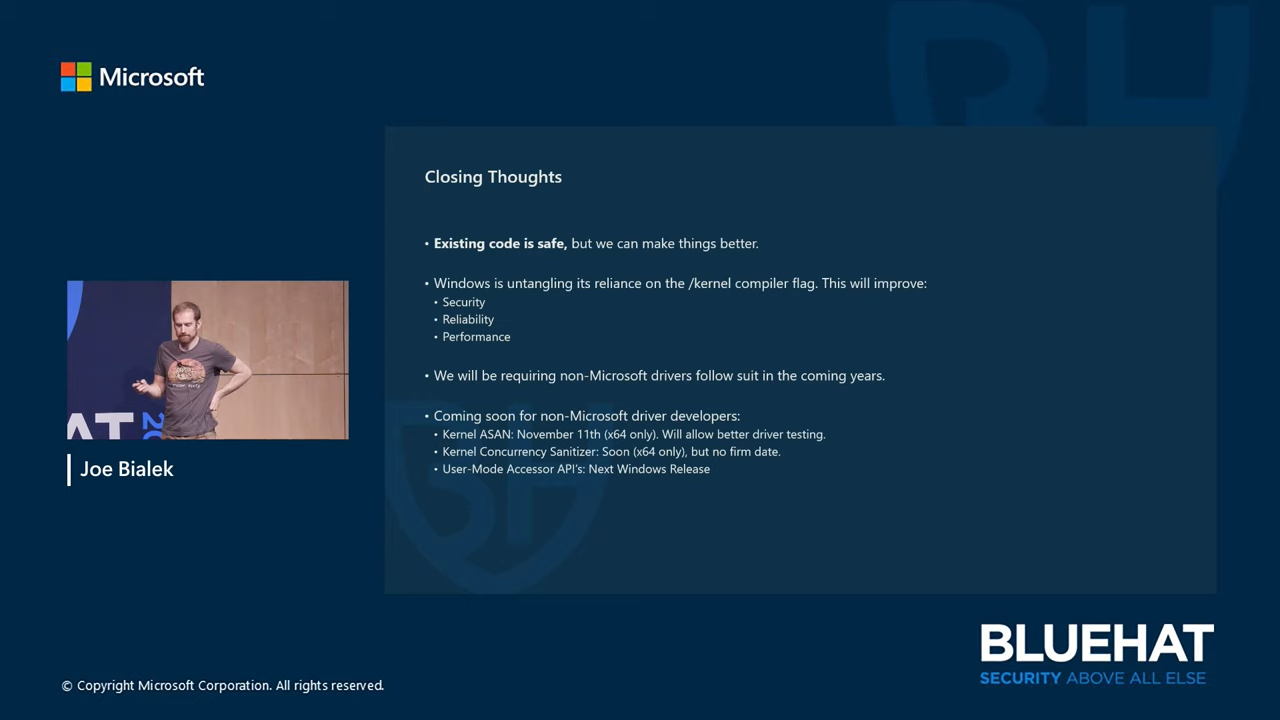 Microsoft
Closing Thoughts
• Existing code is safe, but we can make things better.
• Windows is untangling its reliance on the /kernel compiler flag. This will improve:
• Security
• Reliability
• Performance
• We will be requiring non-Microsoft drivers follow suit in the coming years.
• Coming soon for non-Microsoft driver developers:
• Kernel ASAN: November 11th (x64 only). Will allow better driver testing.
• Kernel Concurrency Sanitizer: Soon (x64 only), but no firm date.
• User-Mode Accessor API's: Next Windows Release
Joe Bialek
BLUEHAT
SECURITY ABOVE ALL ELSE
© Copyright Microsoft Corporation. All rights reserved.